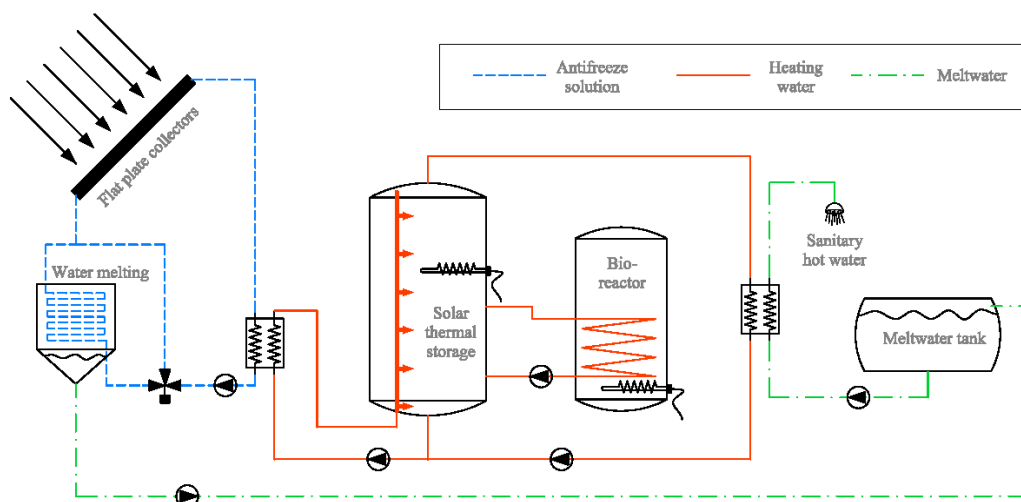 Antifreeze
solution
Heating
water
Meltwater
Flat plate collectors
Water melting
Solar
thermal
storage
Bio-
reactor
Sanitary
hot water
Meltwater tank